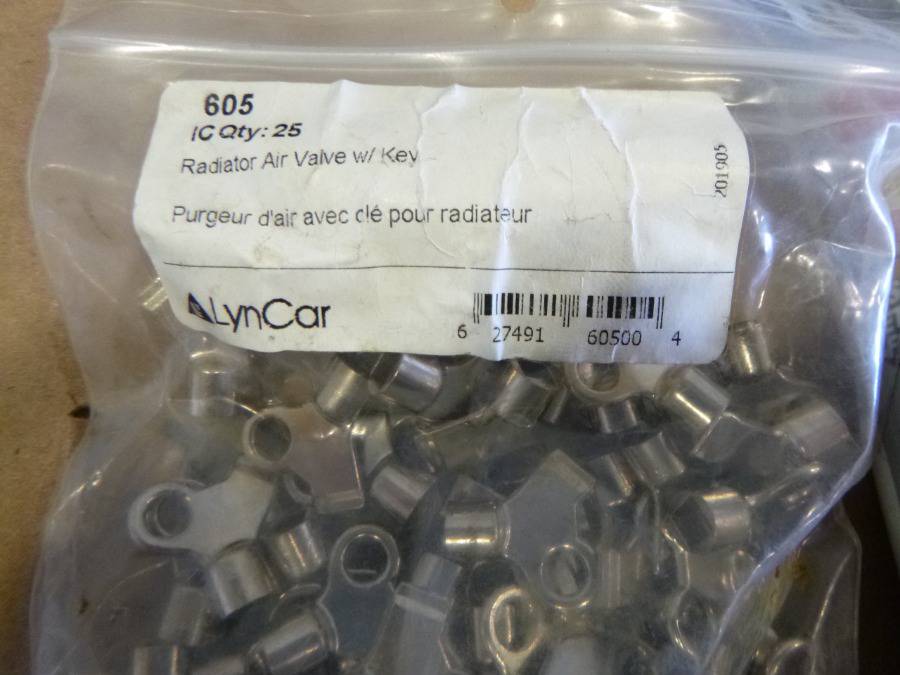 605
IC Qty: 25
Radiator Air Valve w/ Key
Purgeur d'air avec clé pour radiateur
201905
LynCar
6 27491 60500 4